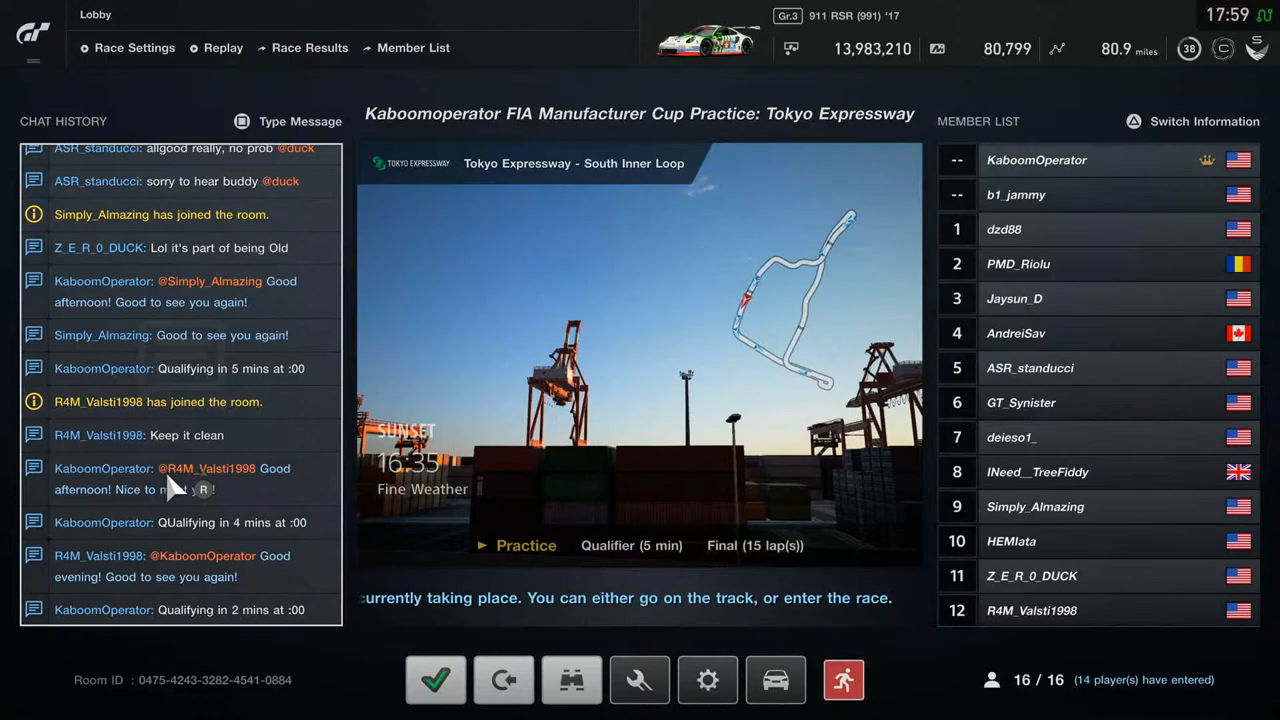 Lobby
Gr.3 911 RSR (991) '17
17:59
Race Settings
Replay
Race Results
Member List
13,983,210
80,799
80.9 miles
38
CHAT HISTORY
Type Message
Kaboomoperator FIA Manufacturer Cup Practice: Tokyo Expressway
MEMBER LIST
Switch Information
ASR_standucci: allgood really, no prob @duck
ASR_standucci: sorry to hear buddy @duck
Simply_Almazing has joined the room.
Z_E_R_0_DUCK: Lol it's part of being Old
KaboomOperator: @Simply_Almazing Good
afternoon! Good to see you again!
Simply_Almazing: Good to see you again!
KaboomOperator: Qualifying in 5 mins at :00
R4M_Valsti1998 has joined the room.
R4M_Valsti1998: Keep it clean
KaboomOperator: @R4M_Valsti1998 Good
afternoon! Nice to
R
KaboomOperator: QUalifying in 4 mins at :00
R4M_Valsti1998: @KaboomOperator Good
evening! Good to see you again!
KaboomOperator: Qualifying in 2 mins at :00
TOKYO EXPRESSWAY
Tokyo Expressway - South Inner Loop
SUNSET
16:35
Fine Weather
Practice
Qualifier (5 min)
Final (15 lap(s))
currently taking place. You can either go on the track, or enter the race.
-- KaboomOperator
-- b1_jammy
1 dzd88
2 PMD_Riolu
3 Jaysun_D
4 AndreiSav
5 ASR_standucci
6 GT_Synister
7 deieso1_
8 INeed__TreeFiddy
9 Simply_Almazing
10 HEMIata
11 Z_E_R_0_DUCK
12 R4M_Valsti1998
Room ID : 0475-4243-3282-4541-0884
16 / 16 (14 player(s) have entered)